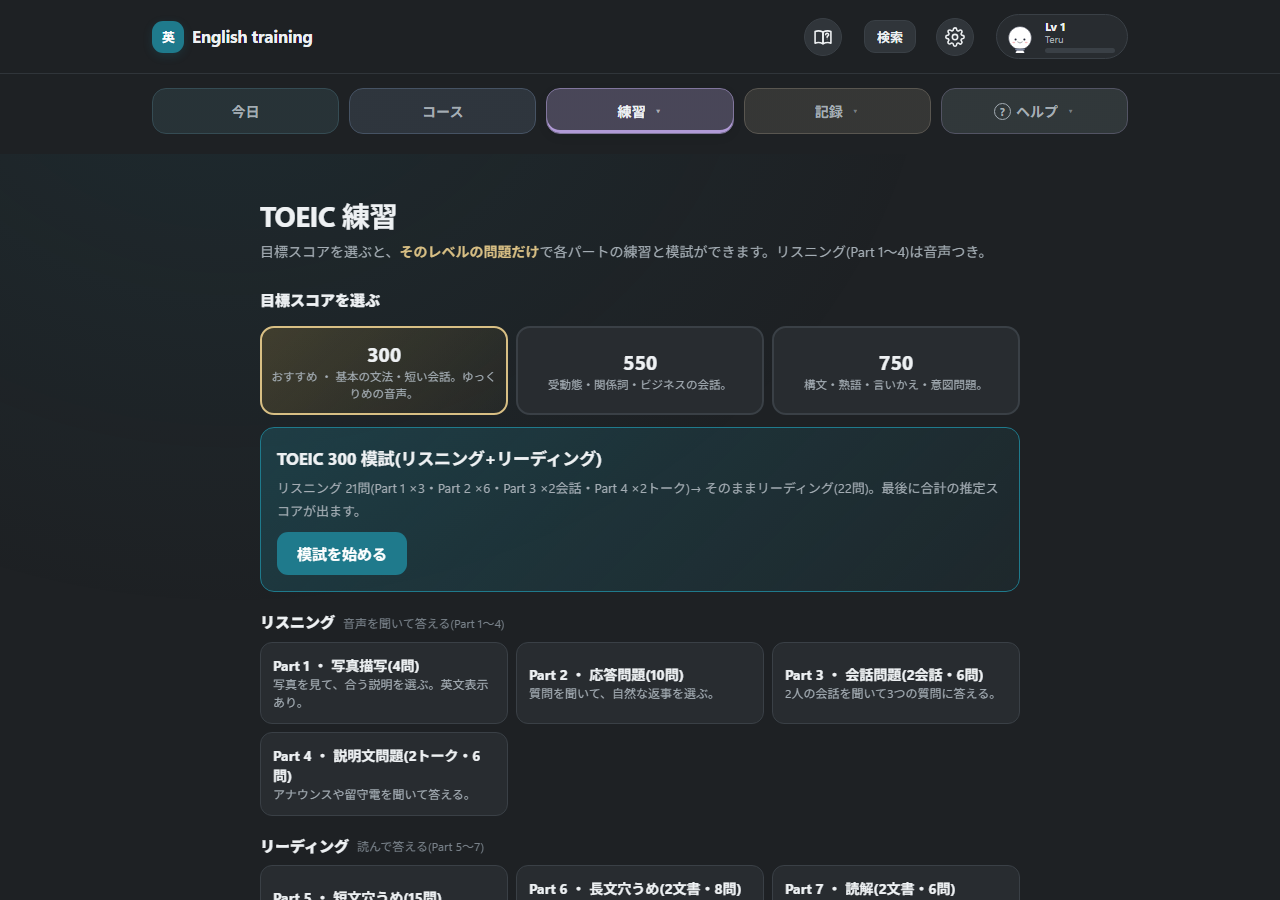 英 English training
検索
Lv 1
Teru
今日
コース
練習
記録
? ヘルプ
TOEIC 練習
目標スコアを選ぶと、そのレベルの問題だけで各パートの練習と模試ができます。リスニング(Part 1〜4)は音声つき。
目標スコアを選ぶ
300
おすすめ ・ 基本の文法・短い会話。ゆっく
りめの音声。
550
受動態・関係詞・ビジネスの会話。
750
構文・熟語・言いかえ・意図問題。
TOEIC 300 模試(リスニング+リーディング)
リスニング 21問(Part 1 ×3・Part 2 ×6・Part 3 ×2会話・Part 4 ×2トーク)→ そのままリーディング(22問)。最後に合計の推定ス
コアが出ます。
模試を始める
リスニング 音声を聞いて答える(Part 1〜4)
Part 1 ・ 写真描写(4問)
写真を見て、合う説明を選ぶ。英文表示
あり。
Part 2 ・ 応答問題(10問)
質問を聞いて、自然な返事を選ぶ。
Part 3 ・ 会話問題(2会話・6問)
2人の会話を聞いて3つの質問に答える。
Part 4 ・ 説明文問題(2トーク・6
問)
アナウンスや留守電を聞いて答える。
リーディング 読んで答える(Part 5〜7)
Part 5 ・ 短文穴うめ(15問)
Part 6 ・ 長文穴うめ(2文書・8問)
Part 7 ・ 読解(2文書・6問)